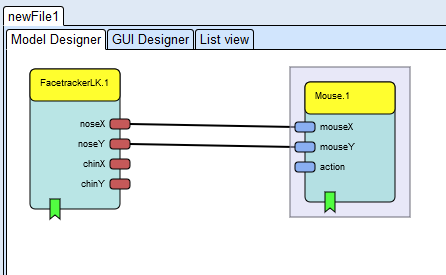 newFile1
Model Designer GUI Designer List view
FacetrackerLK.1
noseX
noseY
chinX
chinY
Mouse.1
mouseX
mouseY
action